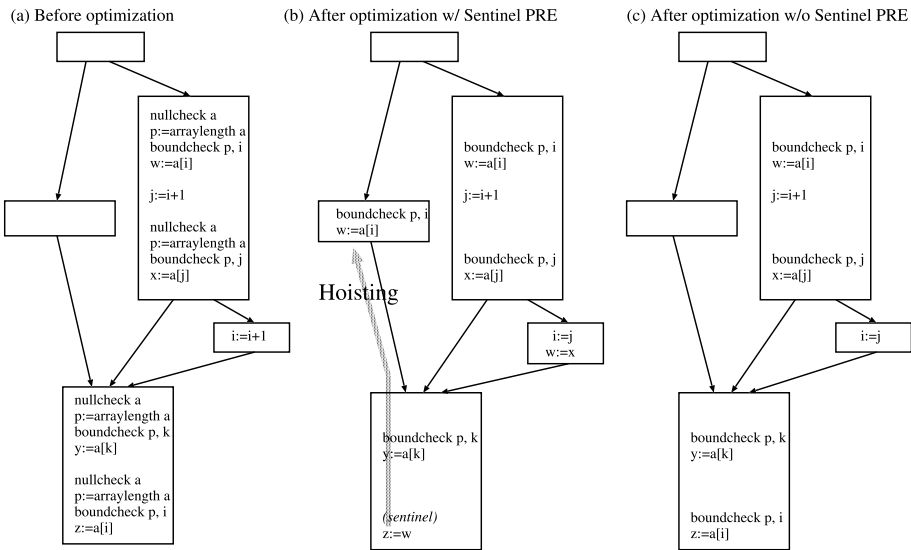 (a) Before optimization
nullcheck a
p:=arraylength a
boundcheck p, i
w:=a[i]
j:=i+1
nullcheck a
p:=arraylength a
boundcheck p, j
x:=a[j]
i:=i+1
nullcheck a
p:=arraylength a
boundcheck p, k
y:=a[k]
nullcheck a
p:=arraylength a
boundcheck p, i
z:=a[i]
(b) After optimization w/ Sentinel PRE
boundcheck p, i
w:=a[i]
j:=i+1
boundcheck p, i
w:=a[i]
boundcheck p, j
x:=a[j]
Hoisting
i:=j
w:=x
boundcheck p, k
y:=a[k]
(sentinel)
z:=w
(c) After optimization w/o Sentinel PRE
boundcheck p, i
w:=a[i]
j:=i+1
boundcheck p, j
x:=a[j]
i:=j
boundcheck p, k
y:=a[k]
boundcheck p, i
z:=a[i]